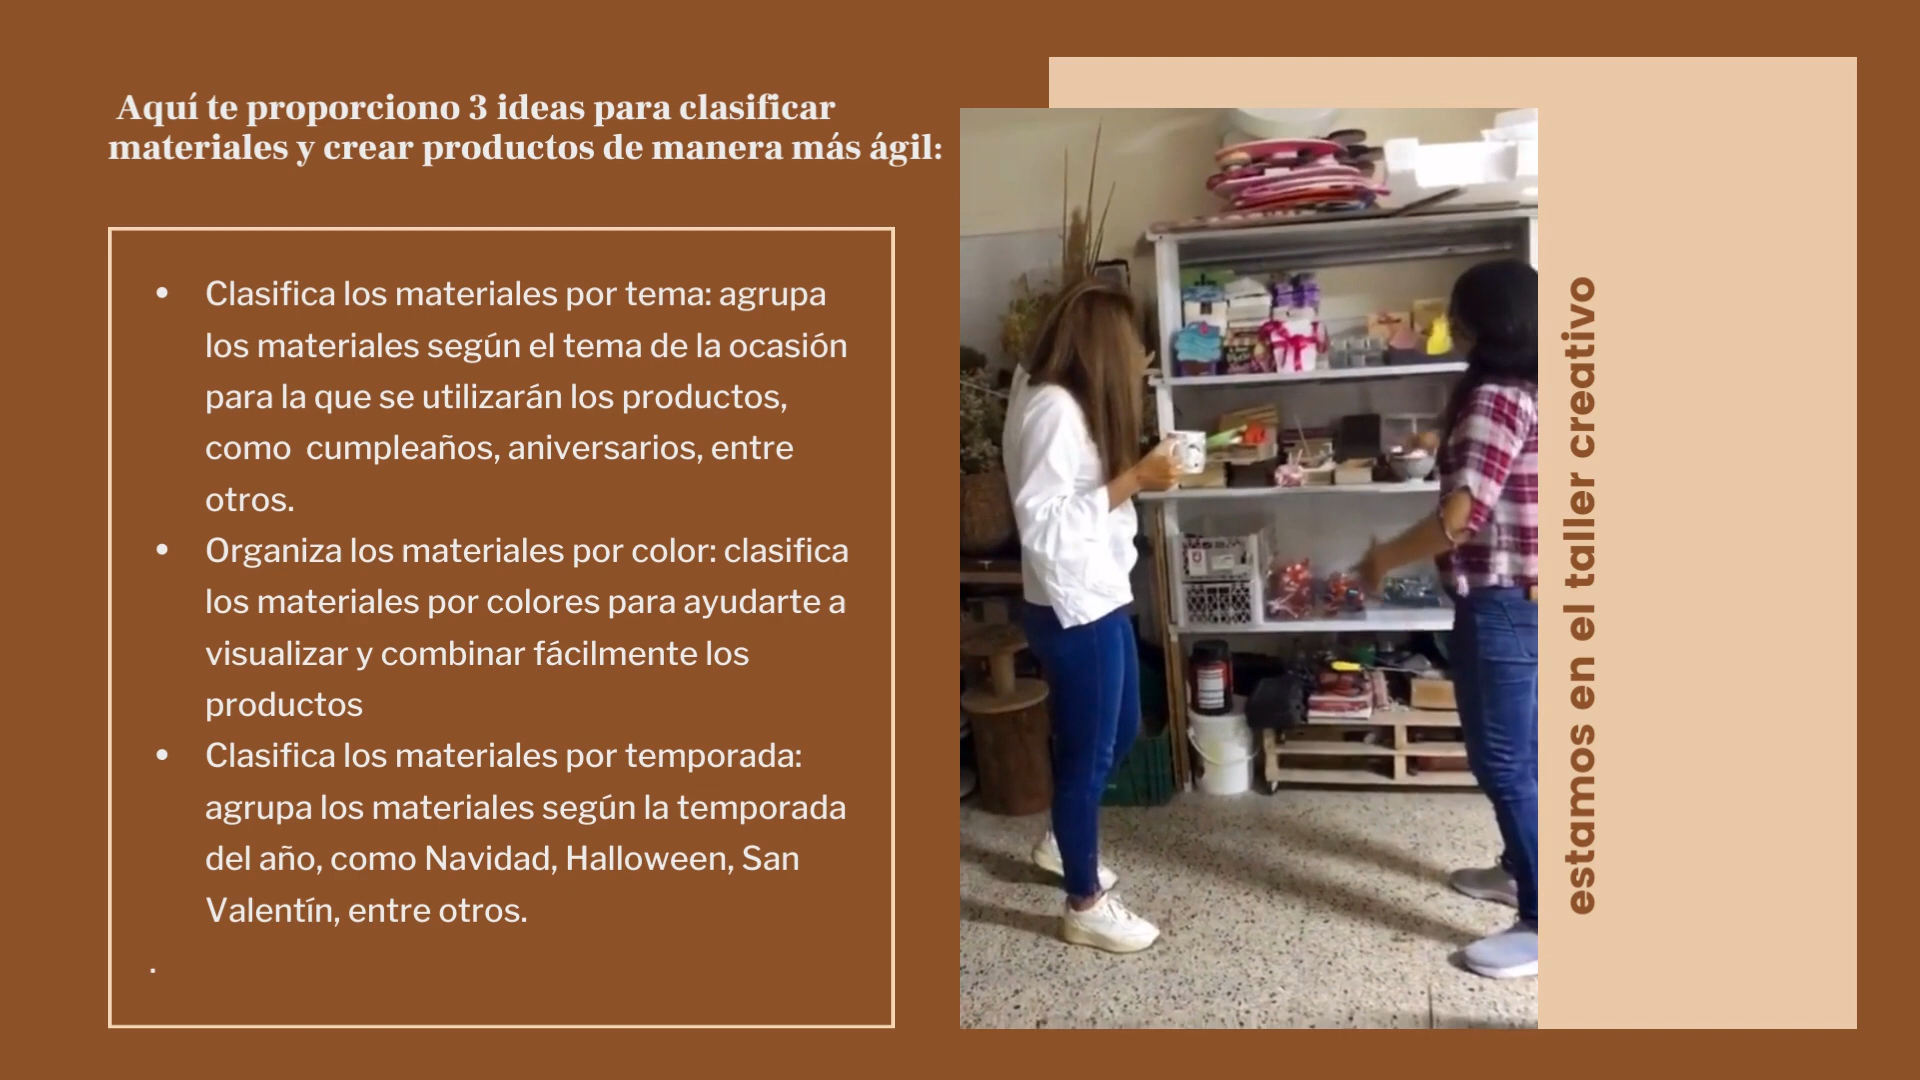 Aquí te proporciono 3 ideas para clasificar
materiales y crear productos de manera más ágil:
• Clasifica los materiales por tema: agrupa
los materiales según el tema de la ocasión
para la que se utilizarán los productos,
como  cumpleaños, aniversarios, entre
otros.
• Organiza los materiales por color: clasifica
los materiales por colores para ayudarte a
visualizar y combinar fácilmente los
productos
• Clasifica los materiales por temporada:
agrupa los materiales según la temporada
del año, como Navidad, Halloween, San
Valentín, entre otros.
.
estamos en el taller creativo